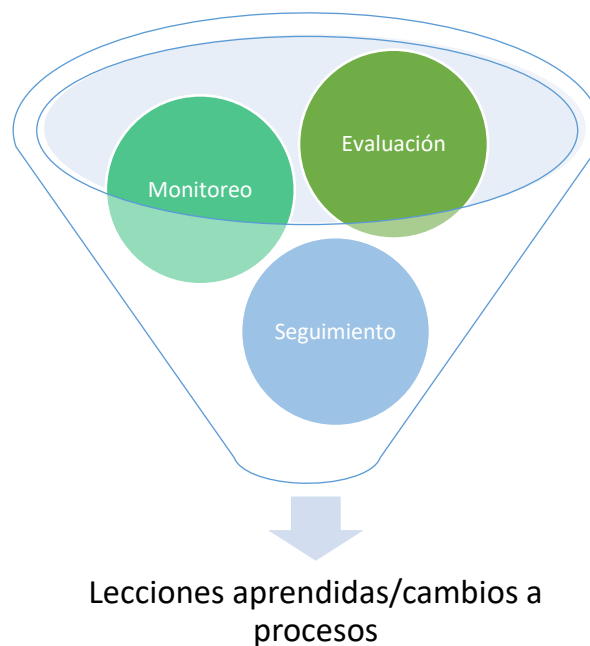 Evaluación
Monitoreo
Seguimiento
Lecciones aprendidas/cambios a
procesos